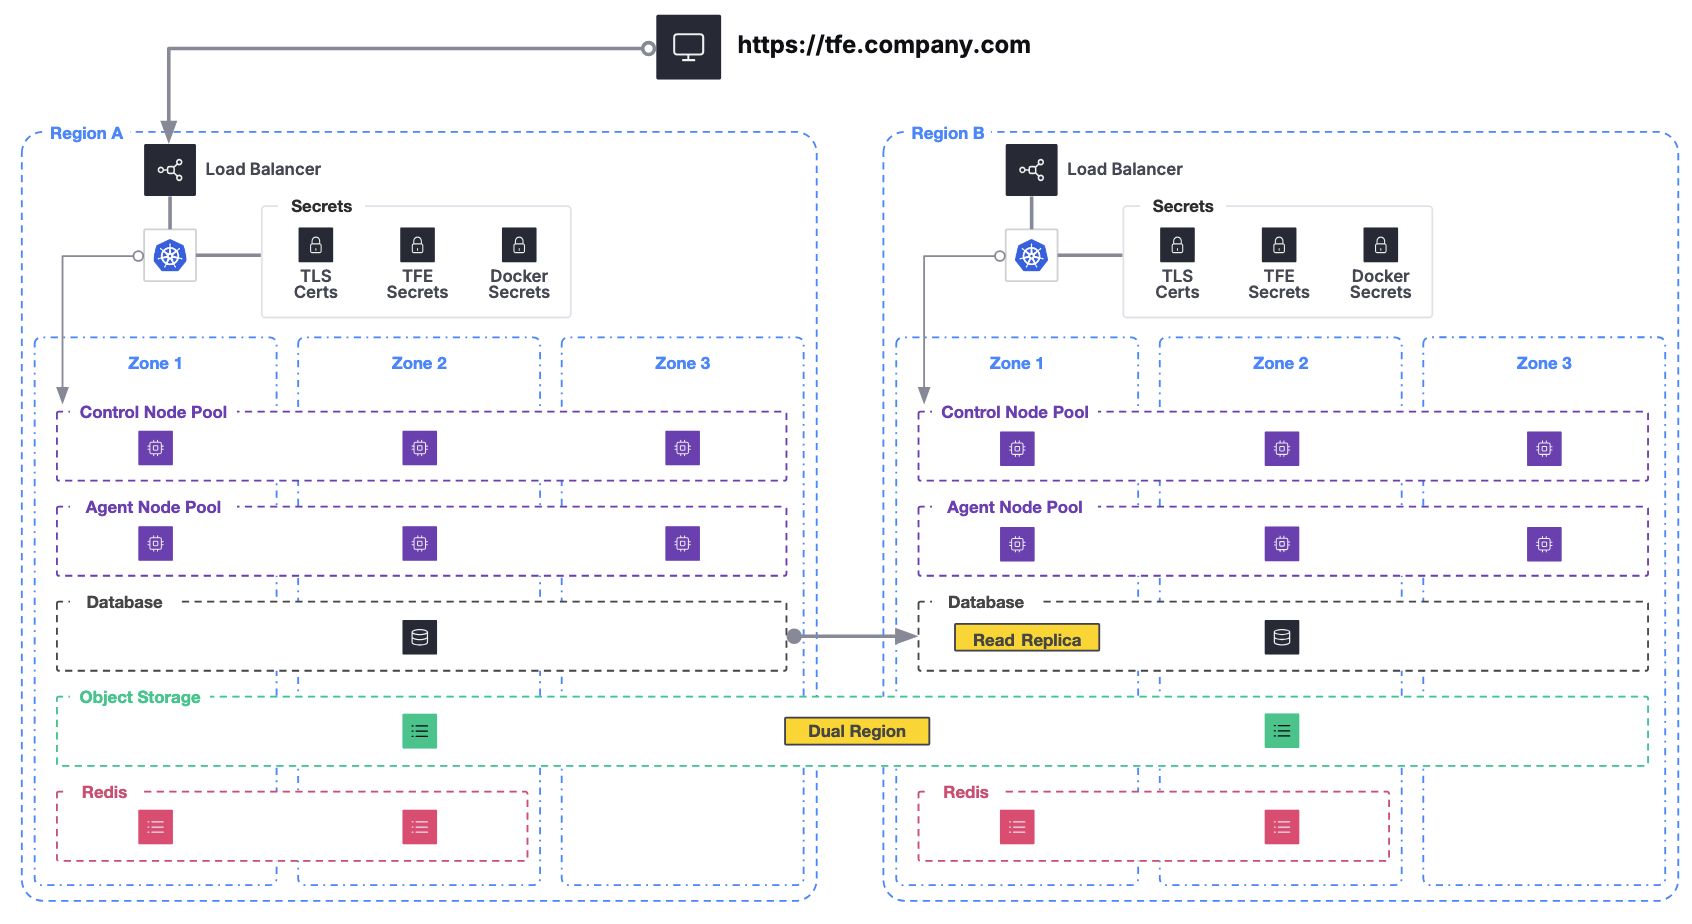 https://tfe.company.com
Region A
Load Balancer
Secrets
TLS
Certs
TFE
Secrets
Docker
Secrets
Zone 1
Zone 2
Zone 3
Control Node Pool
Agent Node Pool
Database
Object Storage
Dual Region
Redis
Region B
Load Balancer
Secrets
TLS
Certs
TFE
Secrets
Docker
Secrets
Zone 1
Zone 2
Zone 3
Control Node Pool
Agent Node Pool
Database
Read Replica
Redis